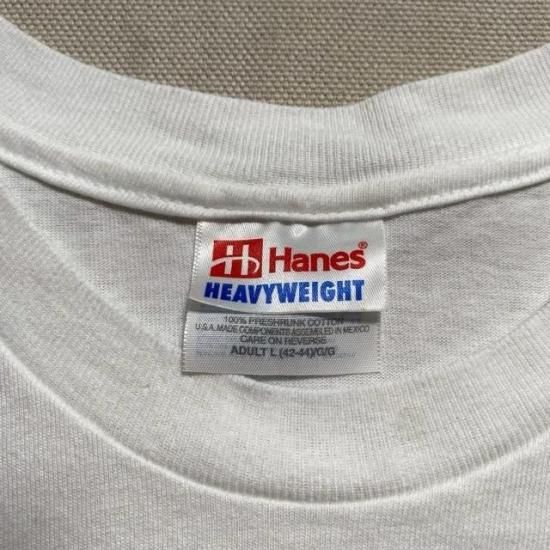 H Hanes®
HEAVYWEIGHT
100% PRESHRUNK COTTON
U.S.A. MADE COMPONENTS ASSEMBLED IN MEXICO
CARE ON REVERSE
ADULT L (42-44)/G/G